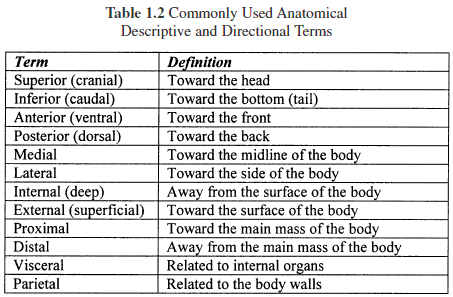 Table 1.2 Commonly Used Anatomical
Descriptive and Directional Terms
Term Definition
Superior (cranial) Toward the head
Inferior (caudal) Toward the bottom (tail)
Anterior (ventral) Toward the front
Posterior (dorsal) Toward the back
Medial Toward the midline of the body
Lateral Toward the side of the body
Internal (deep) Away from the surface of the body
External (superficial) Toward the surface of the body
Proximal Toward the main mass of the body
Distal Away from the main mass of the body
Visceral Related to internal organs
Parietal Related to the body walls